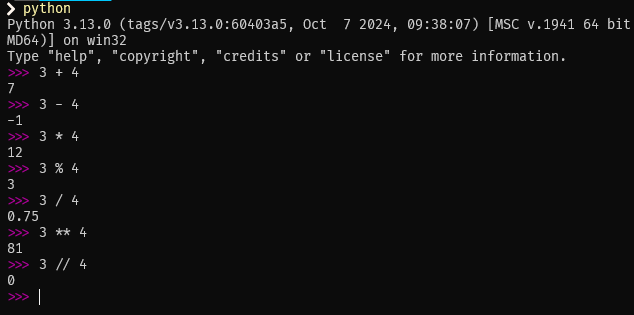 ❯ python
Python 3.13.0 (tags/v3.13.0:60403a5, Oct  7 2024, 09:38:07) [MSC v.1941 64 bit
MD64)] on win32
Type "help", "copyright", "credits" or "license" for more information.
>>> 3 + 4
7
>>> 3 - 4
-1
>>> 3 * 4
12
>>> 3 % 4
3
>>> 3 / 4
0.75
>>> 3 ** 4
81
>>> 3 // 4
0
>>>